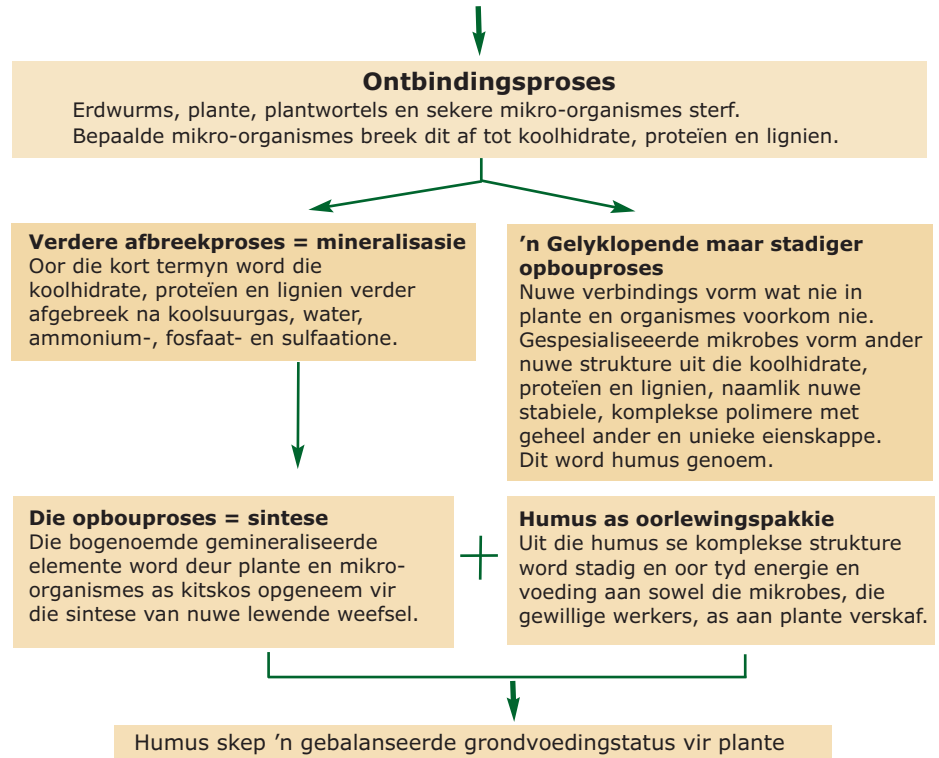 Ontbindingsproses
Erdwurms, plante, plantwortels en sekere mikro-organismes sterf.
Bepaalde mikro-organismes breek dit af tot koolhidrate, proteïen en lignien.
Verdere afbreekproses = mineralisasie
Oor die kort termyn word die
koolhidrate, proteïen en lignien verder
afgebreek na koolsuurgas, water,
ammonium-, fosfaat- en sulfaatione.
’n Gelyklopende maar stadiger
opbouproses
Nuwe verbindings vorm wat nie in
plante en organismes voorkom nie.
Gespesialiseeerde mikrobes vorm ander
nuwe strukture uit die koolhidrate,
proteïen en lignien, naamlik nuwe
stabiele, komplekse polimere met
geheel ander en unieke eienskappe.
Dit word humus genoem.
Die opbouproses = sintese
Die bogenoemde gemineraliseerde
elemente word deur plante en mikro-
organismes as kitskos opgeneem vir
die sintese van nuwe lewende weefsel.
Humus as oorlewingspakkie
Uit die humus se komplekse strukture
word stadig en oor tyd energie en
voeding aan sowel die mikrobes, die
gewillige werkers, as aan plante verskaf.
Humus skep ’n gebalanseerde grondvoedingstatus vir plante